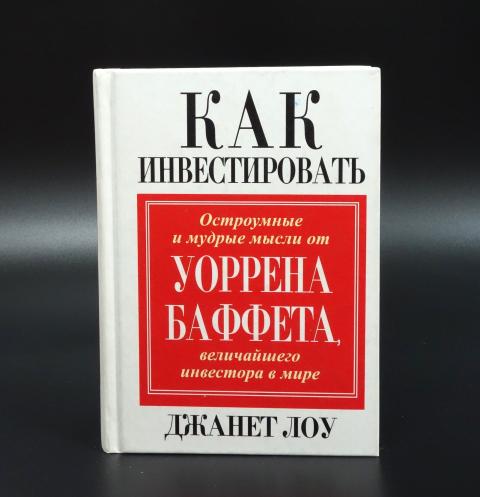 КАК
ИНВЕСТИРОВАТЬ
Остроумные
и мудрые мысли от
УОРРЕНА
БАФФЕТА,
величайшего
инвестора в мире
ДЖАНЕТ ЛОУ